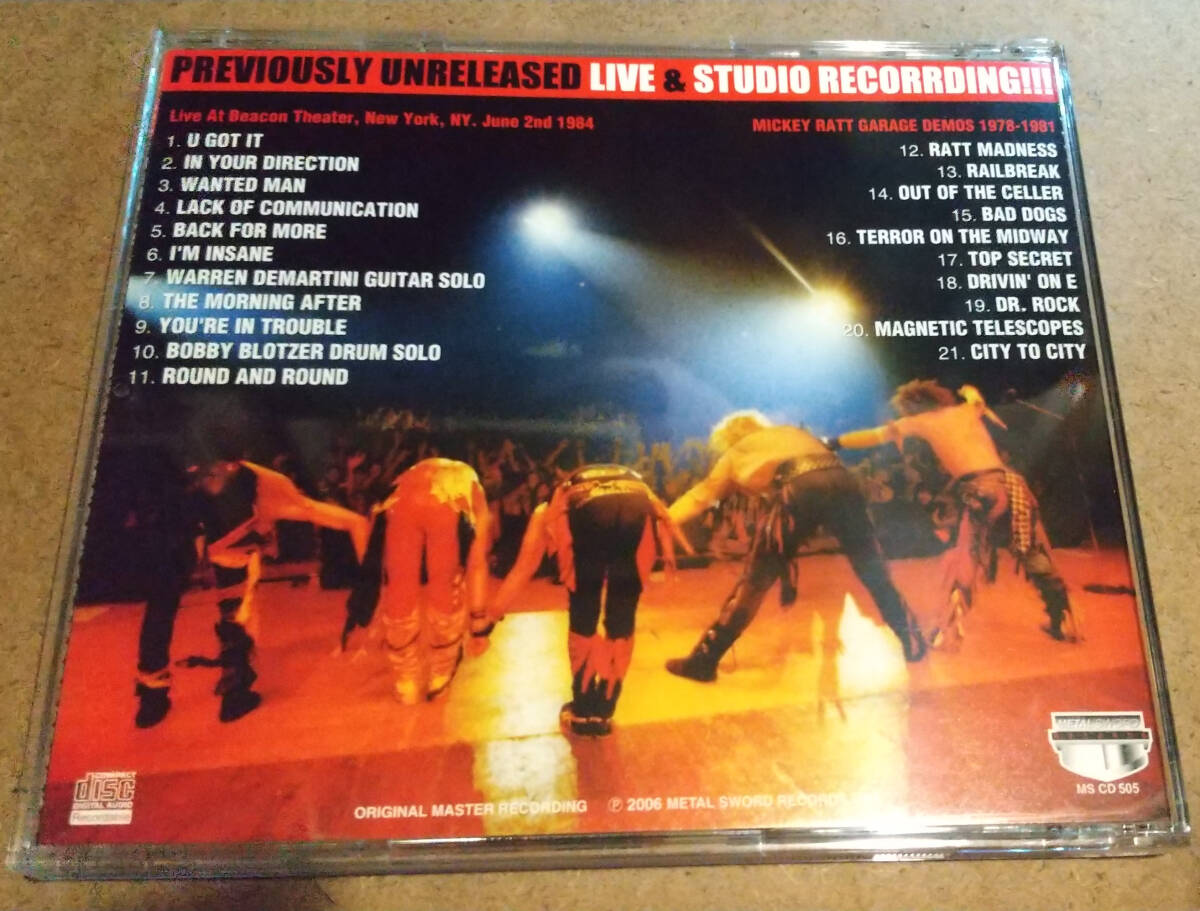 PREVIOUSLY UNRELEASED LIVE & STUDIO RECORRDING!!!
Live At Beacon Theater, New York, NY. June 2nd 1984
1. U GOT IT
2. IN YOUR DIRECTION
3. WANTED MAN
4. LACK OF COMMUNICATION
5. BACK FOR MORE
6. I'M INSANE
7. WARREN DEMARTINI GUITAR SOLO
8. THE MORNING AFTER
9. YOU'RE IN TROUBLE
10. BOBBY BLOTZER DRUM SOLO
11. ROUND AND ROUND
MICKEY RATT GARAGE DEMOS 1978-1981
12. RATT MADNESS
13. RAILBREAK
14. OUT OF THE CELLER
15. BAD DOGS
16. TERROR ON THE MIDWAY
17. TOP SECRET
18. DRIVIN' ON E
19. DR. ROCK
20. MAGNETIC TELESCOPES
21. CITY TO CITY
COMPACT
disc
DIGITAL AUDIO
Recordable
ORIGINAL MASTER RECORDING ℗ 2006 METAL SWORD RECORDS
METAL SWORD
MS CD 505